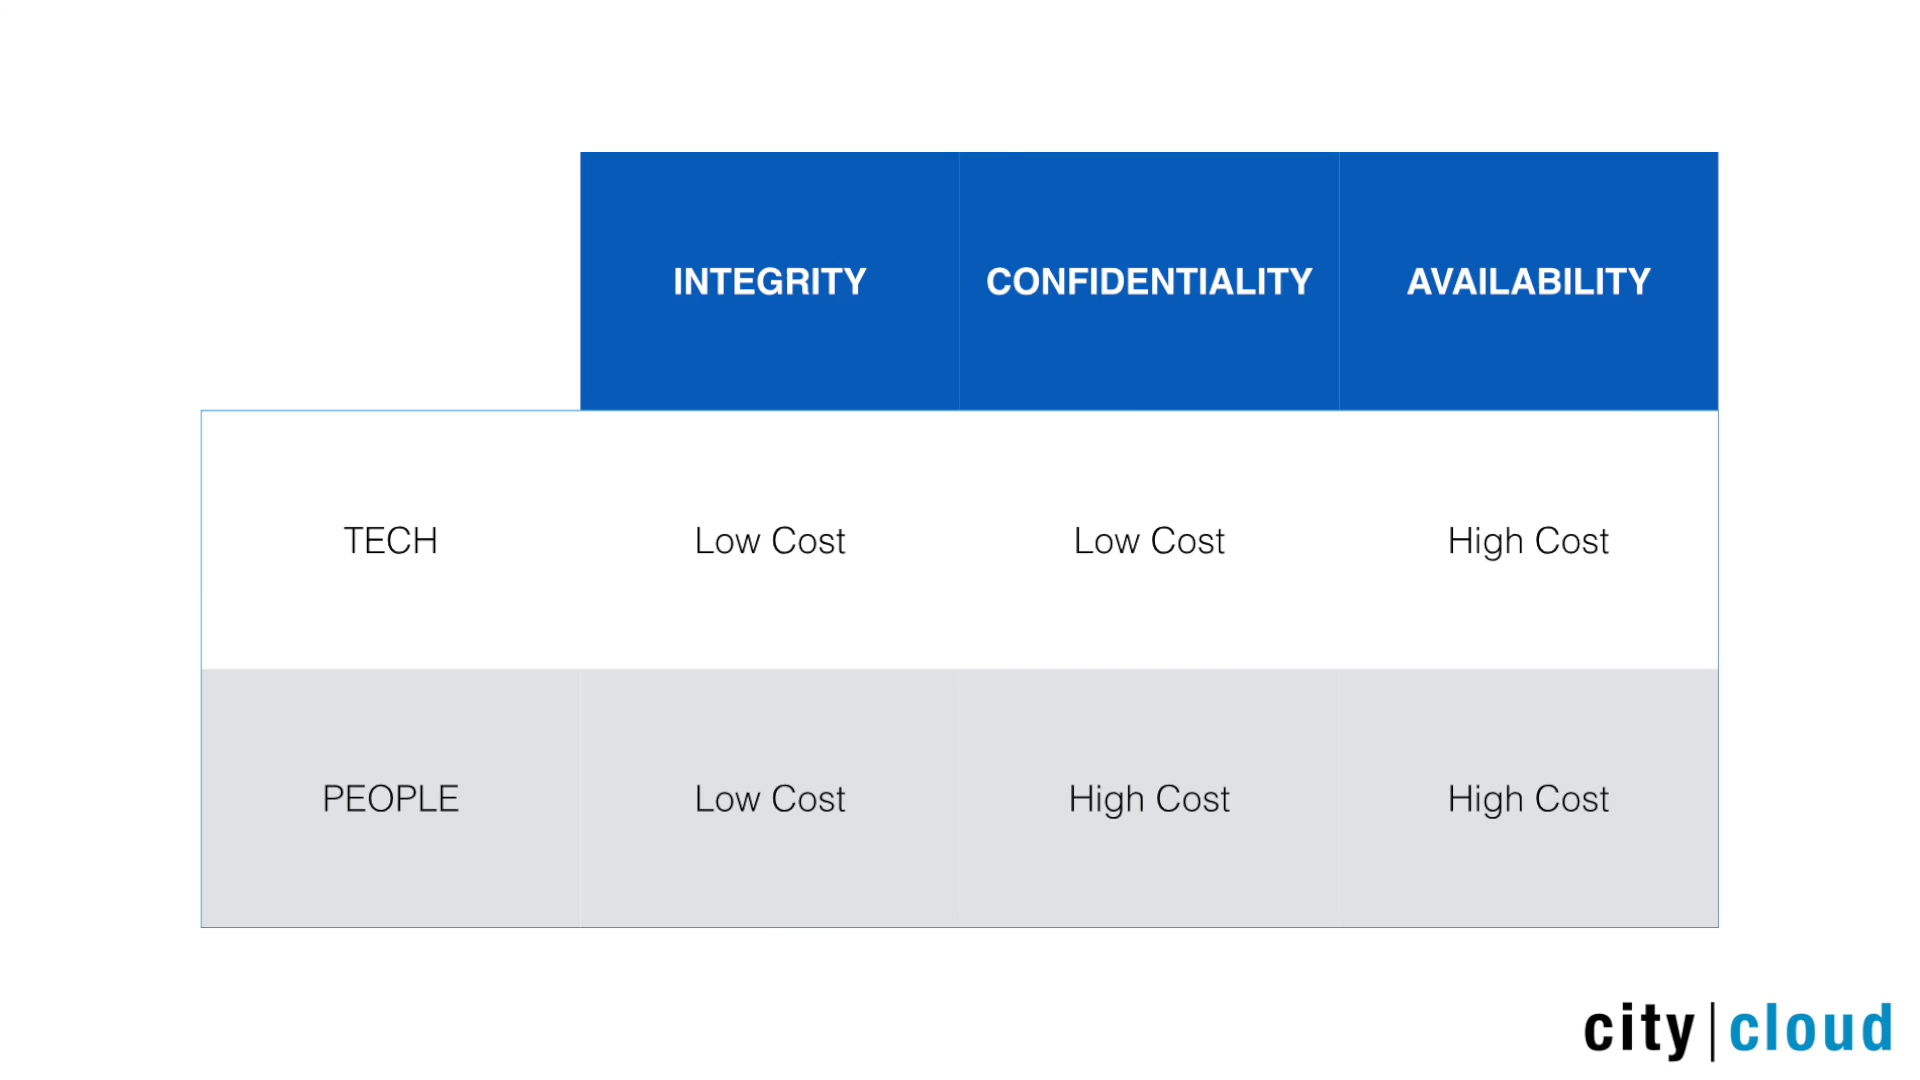 INTEGRITY CONFIDENTIALITY AVAILABILITY
TECH Low Cost Low Cost High Cost
PEOPLE Low Cost High Cost High Cost
city|cloud